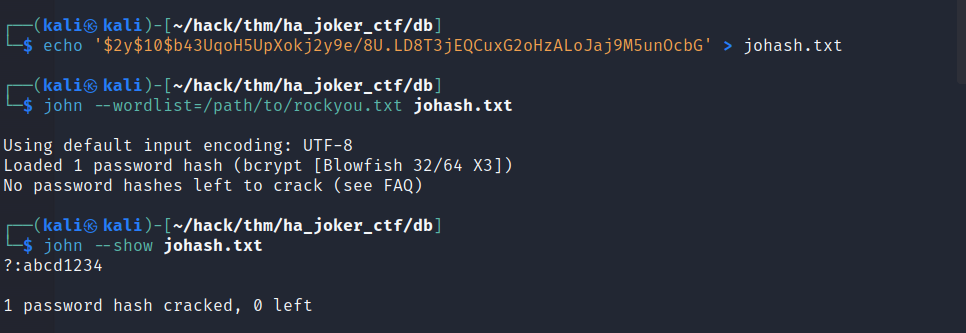 ┌──(kali㉿kali)-[~/hack/thm/ha_joker_ctf/db]
└─$ echo '$2y$10$b43UqoH5UpXokj2y9e/8U.LD8T3jEQCuxG2oHzALoJaj9M5unOcbG' > johash.txt
┌──(kali㉿kali)-[~/hack/thm/ha_joker_ctf/db]
└─$ john --wordlist=/path/to/rockyou.txt johash.txt
Using default input encoding: UTF-8
Loaded 1 password hash (bcrypt [Blowfish 32/64 X3])
No password hashes left to crack (see FAQ)
┌──(kali㉿kali)-[~/hack/thm/ha_joker_ctf/db]
└─$ john --show johash.txt
?:abcd1234
1 password hash cracked, 0 left